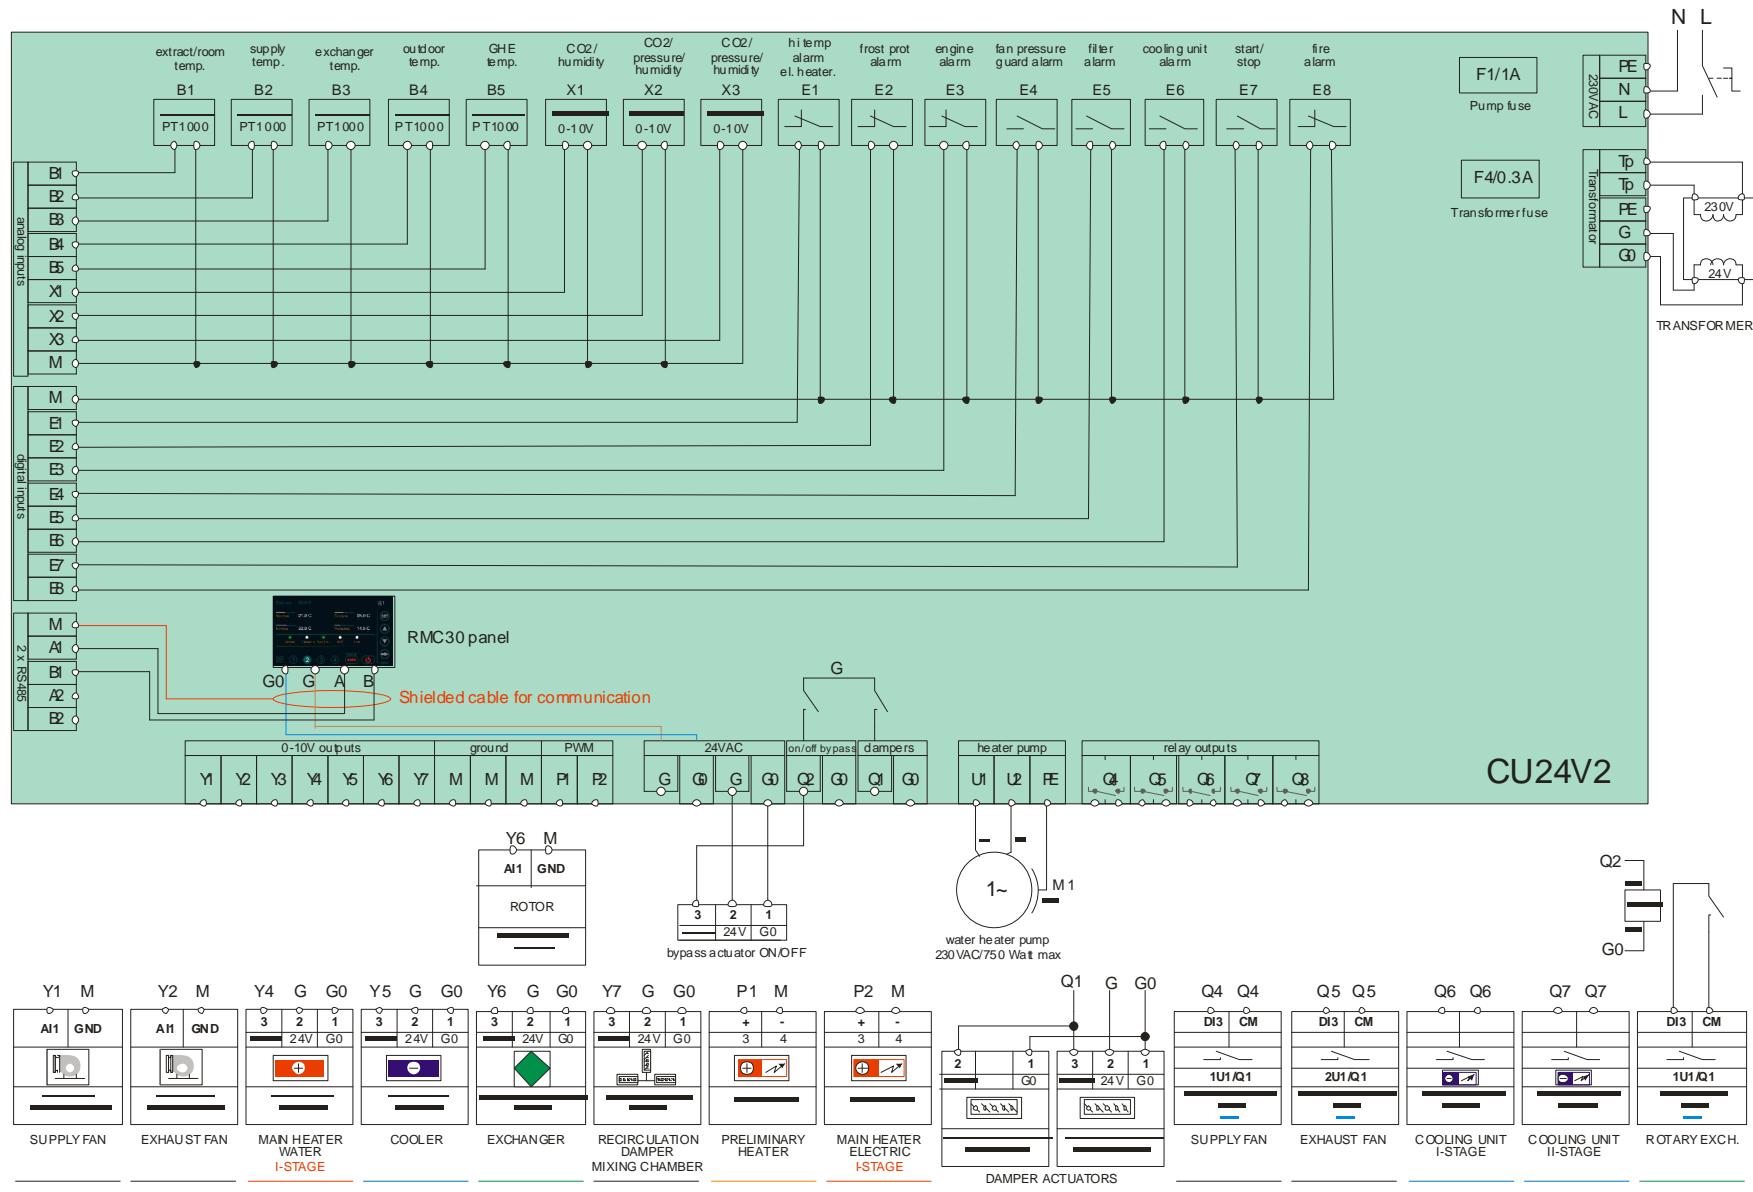 N L
extract/room temp.
supply temp.
exchanger temp.
outdoor temp.
GHE temp.
CO2/ humidity
CO2/ pressure/ humidity
CO2/ pressure/ humidity
hi temp alarm el. heater.
frost prot alarm
engine alarm
fan pressure guard alarm
filter alarm
cooling unit alarm
start/ stop
fire alarm
B1 B2 B3 B4 B5 X1 X2 X3 E1 E2 E3 E4 E5 E6 E7 E8
PT1000 PT1000 PT1000 PT1000 PT1000 0-10V 0-10V 0-10V
F1/1A
Pump fuse
F4/0.3A
Transformer fuse
230VAC
PE
N
L
Transformator
Tp
Tp
PE
G
G0
230V
24V
TRANSFORMER
analog inputs
B1
B2
B3
B4
B5
X1
X2
X3
M
digital inputs
M
E1
E2
E3
E4
E5
E6
E7
E8
2 x RS485
M
A1
B1
A2
B2
RMC30 panel
G0 G A B
Shielded cable for communication
G
0-10V outputs
ground
PWM
24VAC
on/off bypass
dampers
heater pump
relay outputs
Y1 Y2 Y3 Y4 Y5 Y6 Y7 M M M P1 P2
G G0 G G0 Q2 G0 Q1 G0
U1 U2 PE
Q4 Q5 Q6 Q7 Q8
CU24V2
Y6 M
AI1 GND
ROTOR
3 2 1
24V G0
bypass actuator ON/OFF
1~
M1
water heater pump
230VAC/750 Watt max
Q2
G0
Y1 M
AI1 GND
SUPPLY FAN
Y2 M
AI1 GND
EXHAUST FAN
Y4 G G0
3 2 1
24V G0
MAIN HEATER
WATER
I-STAGE
Y5 G G0
3 2 1
24V G0
COOLER
Y6 G G0
3 2 1
24V G0
EXCHANGER
Y7 G G0
3 2 1
24V G0
RECIRCULATION
DAMPER
MIXING CHAMBER
P1 M
+ -
3 4
PRELIMINARY
HEATER
P2 M
+ -
3 4
MAIN HEATER
ELECTRIC
I-STAGE
Q1 G G0
2 1
G0
3 2 1
24V G0
DAMPER ACTUATORS
Q4 Q4
DI3 CM
1U1/Q1
SUPPLY FAN
Q5 Q5
DI3 CM
2U1/Q1
EXHAUST FAN
Q6 Q6
COOLING UNIT
I-STAGE
Q7 Q7
COOLING UNIT
II-STAGE
DI3 CM
1U1/Q1
ROTARY EXCH.